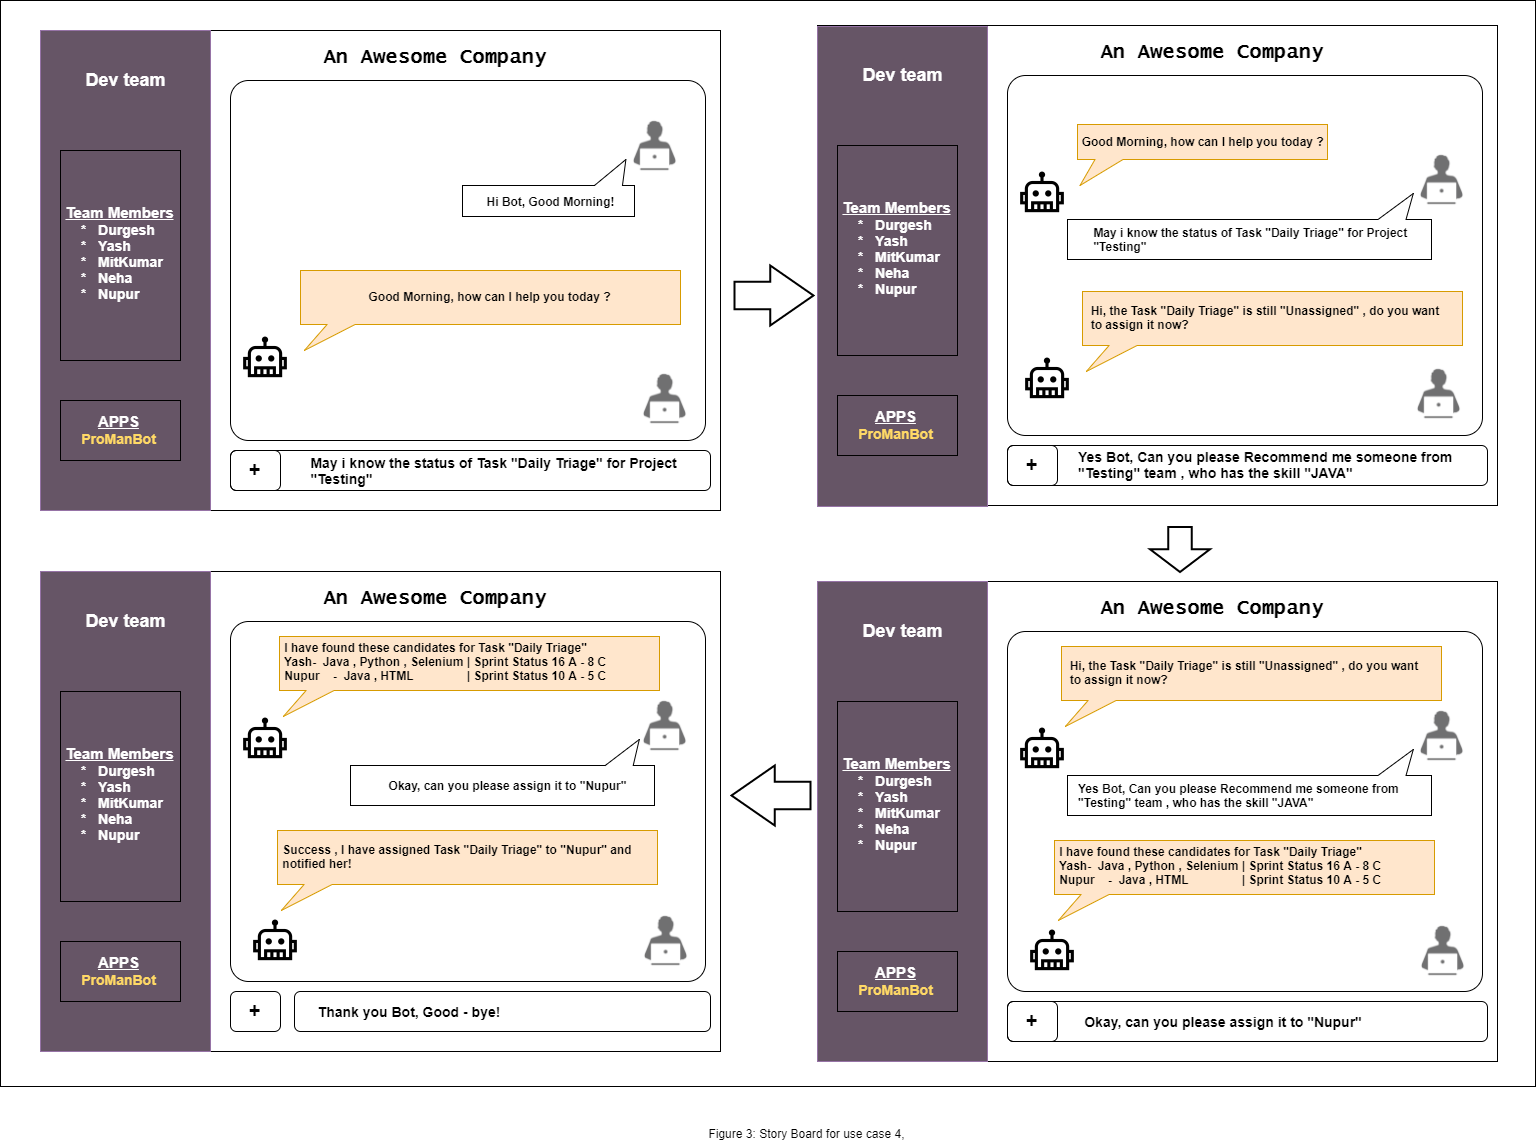 An Awesome Company
Dev team
Team Members
* Durgesh
* Yash
* MitKumar
* Neha
* Nupur
APPS
ProManBot
Hi Bot, Good Morning!
Good Morning, how can I help you today ?
+
May i know the status of Task "Daily Triage" for Project
"Testing"
An Awesome Company
Dev team
Team Members
* Durgesh
* Yash
* MitKumar
* Neha
* Nupur
APPS
ProManBot
Good Morning, how can I help you today ?
May i know the status of Task "Daily Triage" for Project
"Testing"
Hi, the Task "Daily Triage" is still "Unassigned" , do you want
to assign it now?
+
Yes Bot, Can you please Recommend me someone from
"Testing" team , who has the skill "JAVA"
An Awesome Company
Dev team
Team Members
* Durgesh
* Yash
* MitKumar
* Neha
* Nupur
APPS
ProManBot
Hi, the Task "Daily Triage" is still "Unassigned" , do you want
to assign it now?
Yes Bot, Can you please Recommend me someone from
"Testing" team , who has the skill "JAVA"
I have found these candidates for Task "Daily Triage"
Yash- Java , Python , Selenium | Sprint Status 16 A - 8 C
Nupur - Java , HTML | Sprint Status 10 A - 5 C
+
Okay, can you please assign it to "Nupur"
An Awesome Company
Dev team
Team Members
* Durgesh
* Yash
* MitKumar
* Neha
* Nupur
APPS
ProManBot
I have found these candidates for Task "Daily Triage"
Yash- Java , Python , Selenium | Sprint Status 16 A - 8 C
Nupur - Java , HTML | Sprint Status 10 A - 5 C
Okay, can you please assign it to "Nupur"
Success , I have assigned Task "Daily Triage" to "Nupur" and
notified her!
+
Thank you Bot, Good - bye!
Figure 3: Story Board for use case 4,